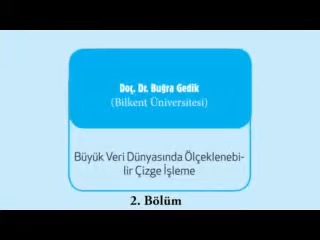 Doç. Dr. Buğra Gedik
(Bilkent Üniversitesi)
Büyük Veri Dünyasında Ölçeklenebi-
lir Çizge İşleme
2. Bölüm